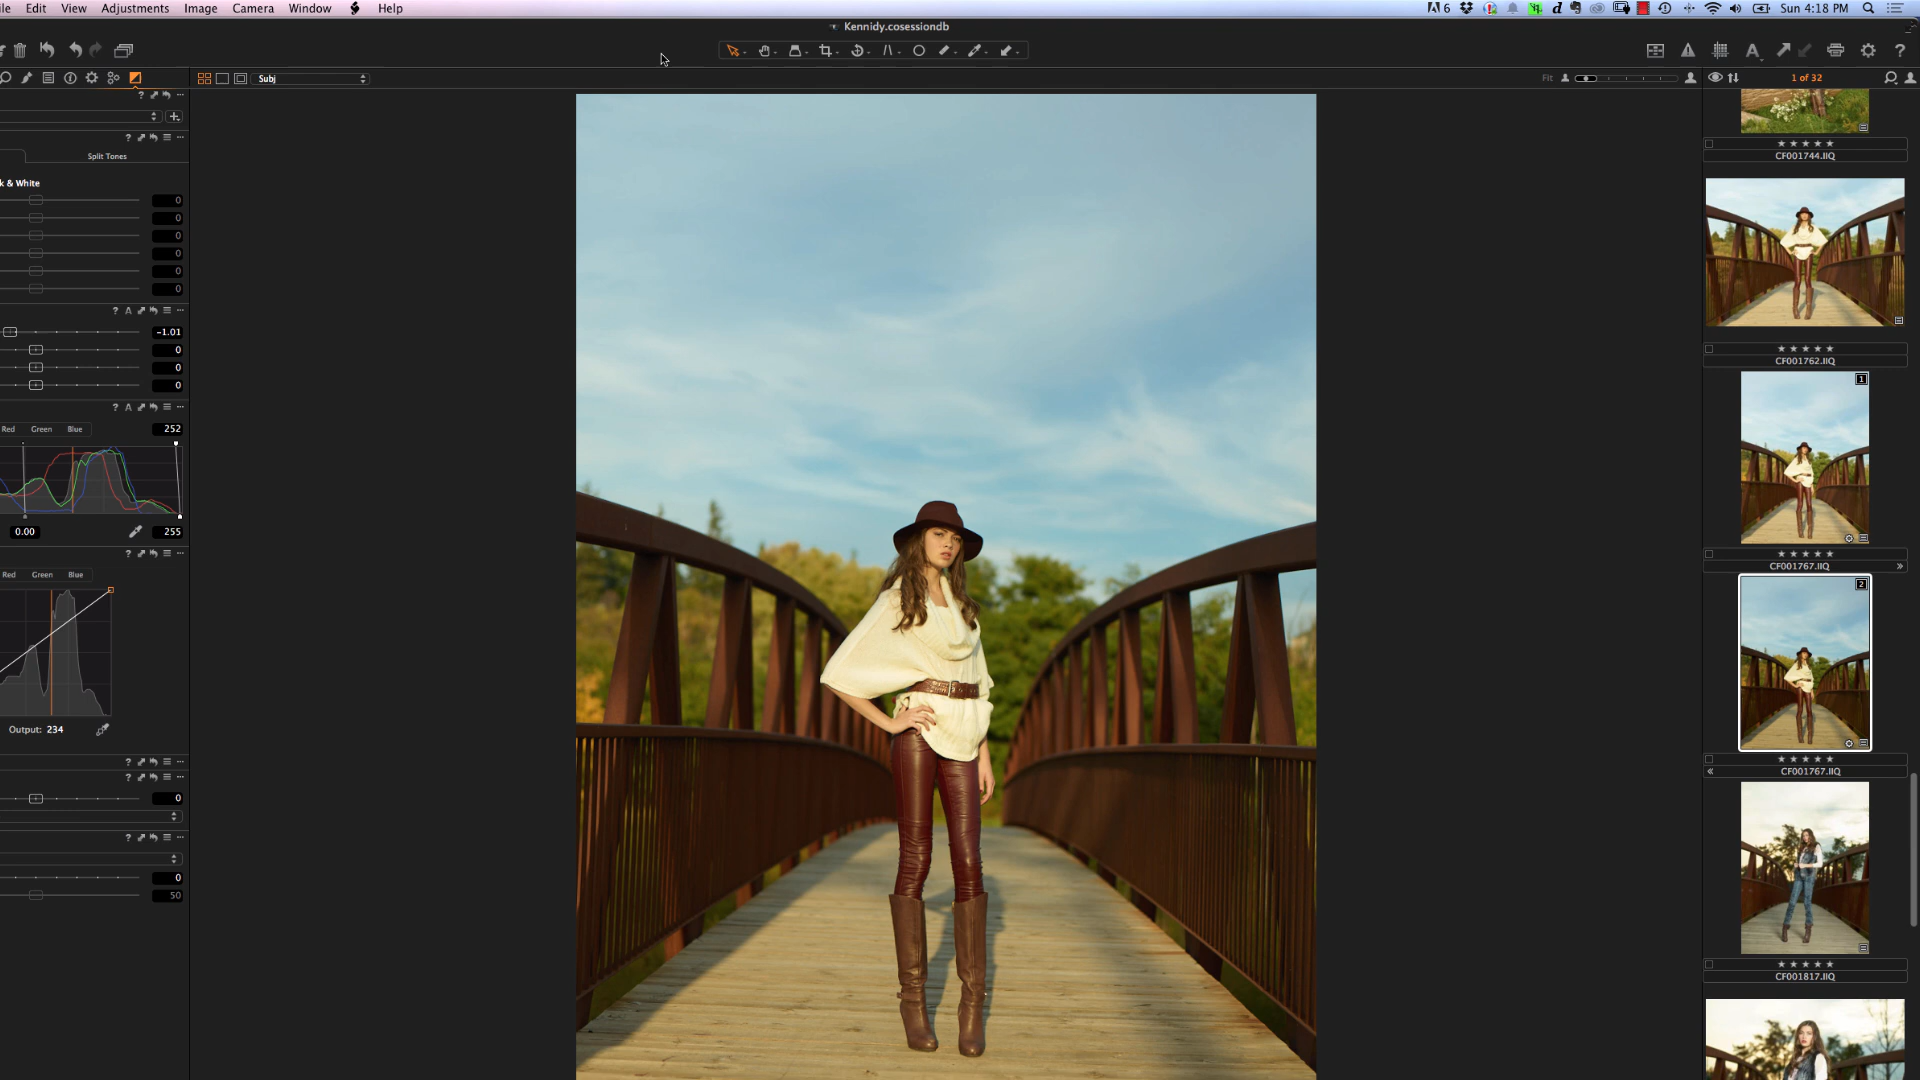 ile Edit View Adjustments Image Camera Window Help
6 Sun 4:18 PM
Kennidy.cosessiondb
Subj
Fit
1 of 32
Split Tones
k & White
0
0
0
0
0
0
-1.01
0
0
0
Red Green Blue 252
0.00 255
Red Green Blue
Output: 234
0
0
50
CF001744.IIQ
CF001762.IIQ
1
CF001767.IIQ
2
CF001767.IIQ
CF001817.IIQ